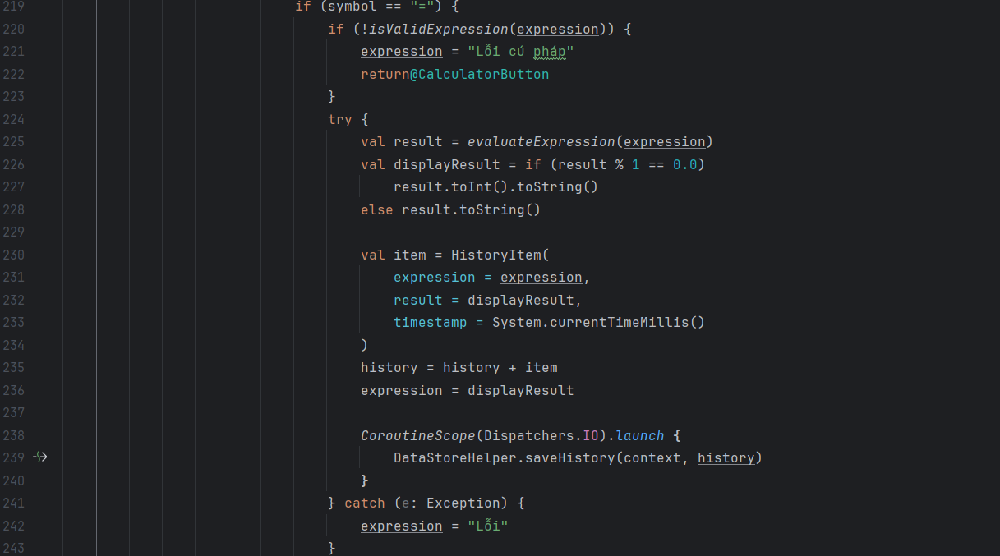 219 if (symbol == "=") {
220 if (!isValidExpression(expression)) {
221 expression = "Lỗi cú pháp"
222 return@CalculatorButton
223 }
224 try {
225 val result = evaluateExpression(expression)
226 val displayResult = if (result % 1 == 0.0)
227 result.toInt().toString()
228 else result.toString()
229
230 val item = HistoryItem(
231 expression = expression,
232 result = displayResult,
233 timestamp = System.currentTimeMillis()
234 )
235 history = history + item
236 expression = displayResult
237
238 CoroutineScope(Dispatchers.IO).launch {
239 DataStoreHelper.saveHistory(context, history)
240 }
241 } catch (e: Exception) {
242 expression = "Lỗi"
243 }